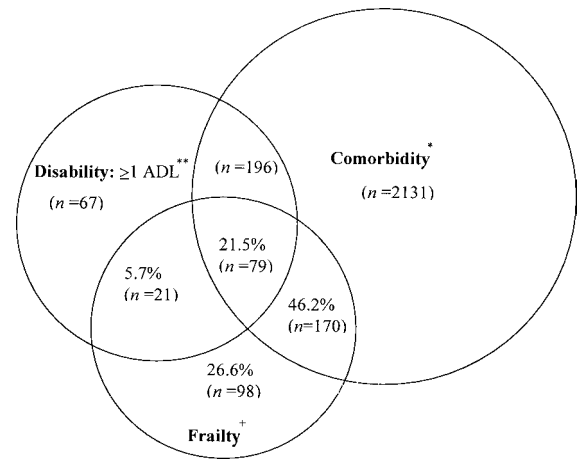 Disability: ≥1 ADL**
(n =67)
(n =196)
Comorbidity*
(n =2131)
21.5%
(n =79)
5.7%
(n =21)
46.2%
(n=170)
26.6%
(n =98)
Frailty+